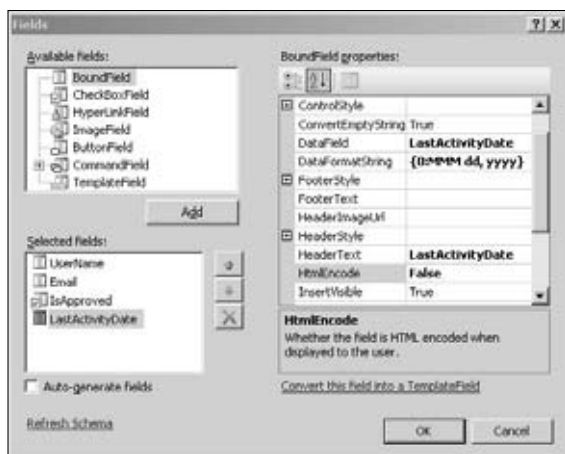 Fields
Available fields:
BoundField
CheckBoxField
HyperLinkField
ImageField
ButtonField
CommandField
TemplateField
Add
Selected fields:
UserName
Email
IsApproved
LastActivityDate
Auto-generate fields
Refresh Schema
BoundField properties:
ControlStyle
ConvertEmptyString True
DataField LastActivityDate
DataFormatString {0:MMM dd, yyyy}
FooterStyle
FooterText
HeaderImageUrl
HeaderStyle
HeaderText LastActivityDate
HtmlEncode False
InsertVisible True
HtmlEncode
Whether the field is HTML encoded when
displayed to the user.
Convert this field into a TemplateField
OK Cancel